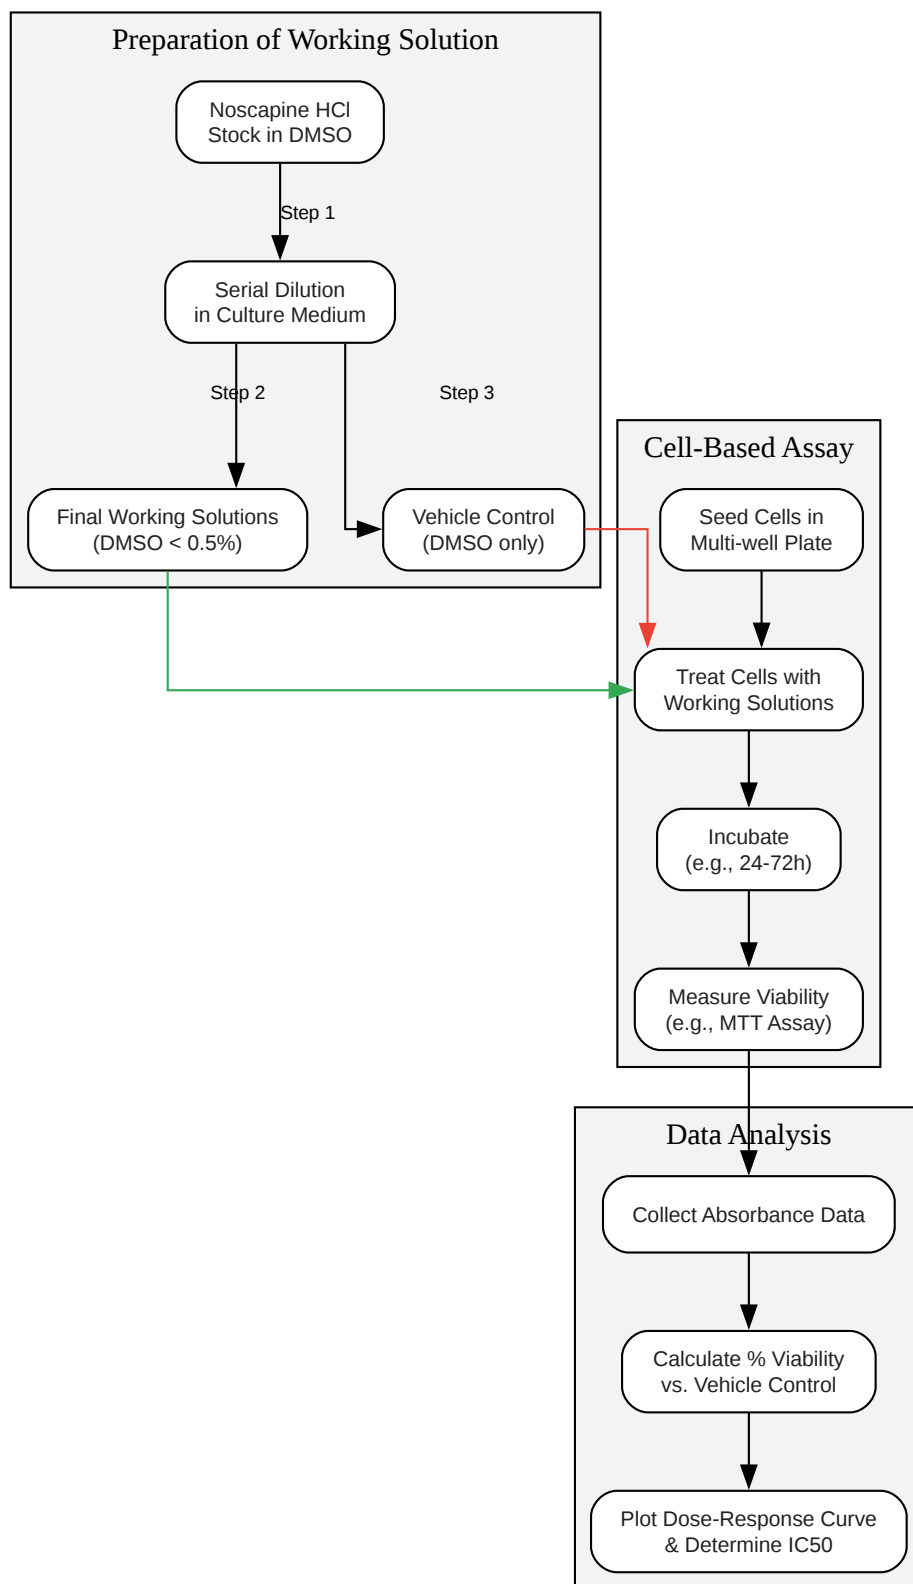 Preparation of Working Solution
Noscapine HCl
Stock in DMSO
Step 1
Serial Dilution
in Culture Medium
Step 2
Step 3
Final Working Solutions
(DMSO < 0.5%)
Vehicle Control
(DMSO only)
Cell-Based Assay
Seed Cells in
Multi-well Plate
Treat Cells with
Working Solutions
Incubate
(e.g., 24-72h)
Measure Viability
(e.g., MTT Assay)
Data Analysis
Collect Absorbance Data
Calculate % Viability
vs. Vehicle Control
Plot Dose-Response Curve
& Determine IC50